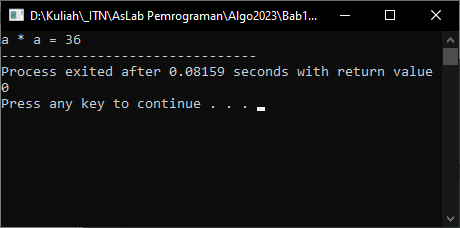 D:\Kuliah\_ITN\AsLab Pemrograman\Algo2023\Bab1...
a * a = 36
--------------------------------
Process exited after 0.08159 seconds with return value
0
Press any key to continue . . .